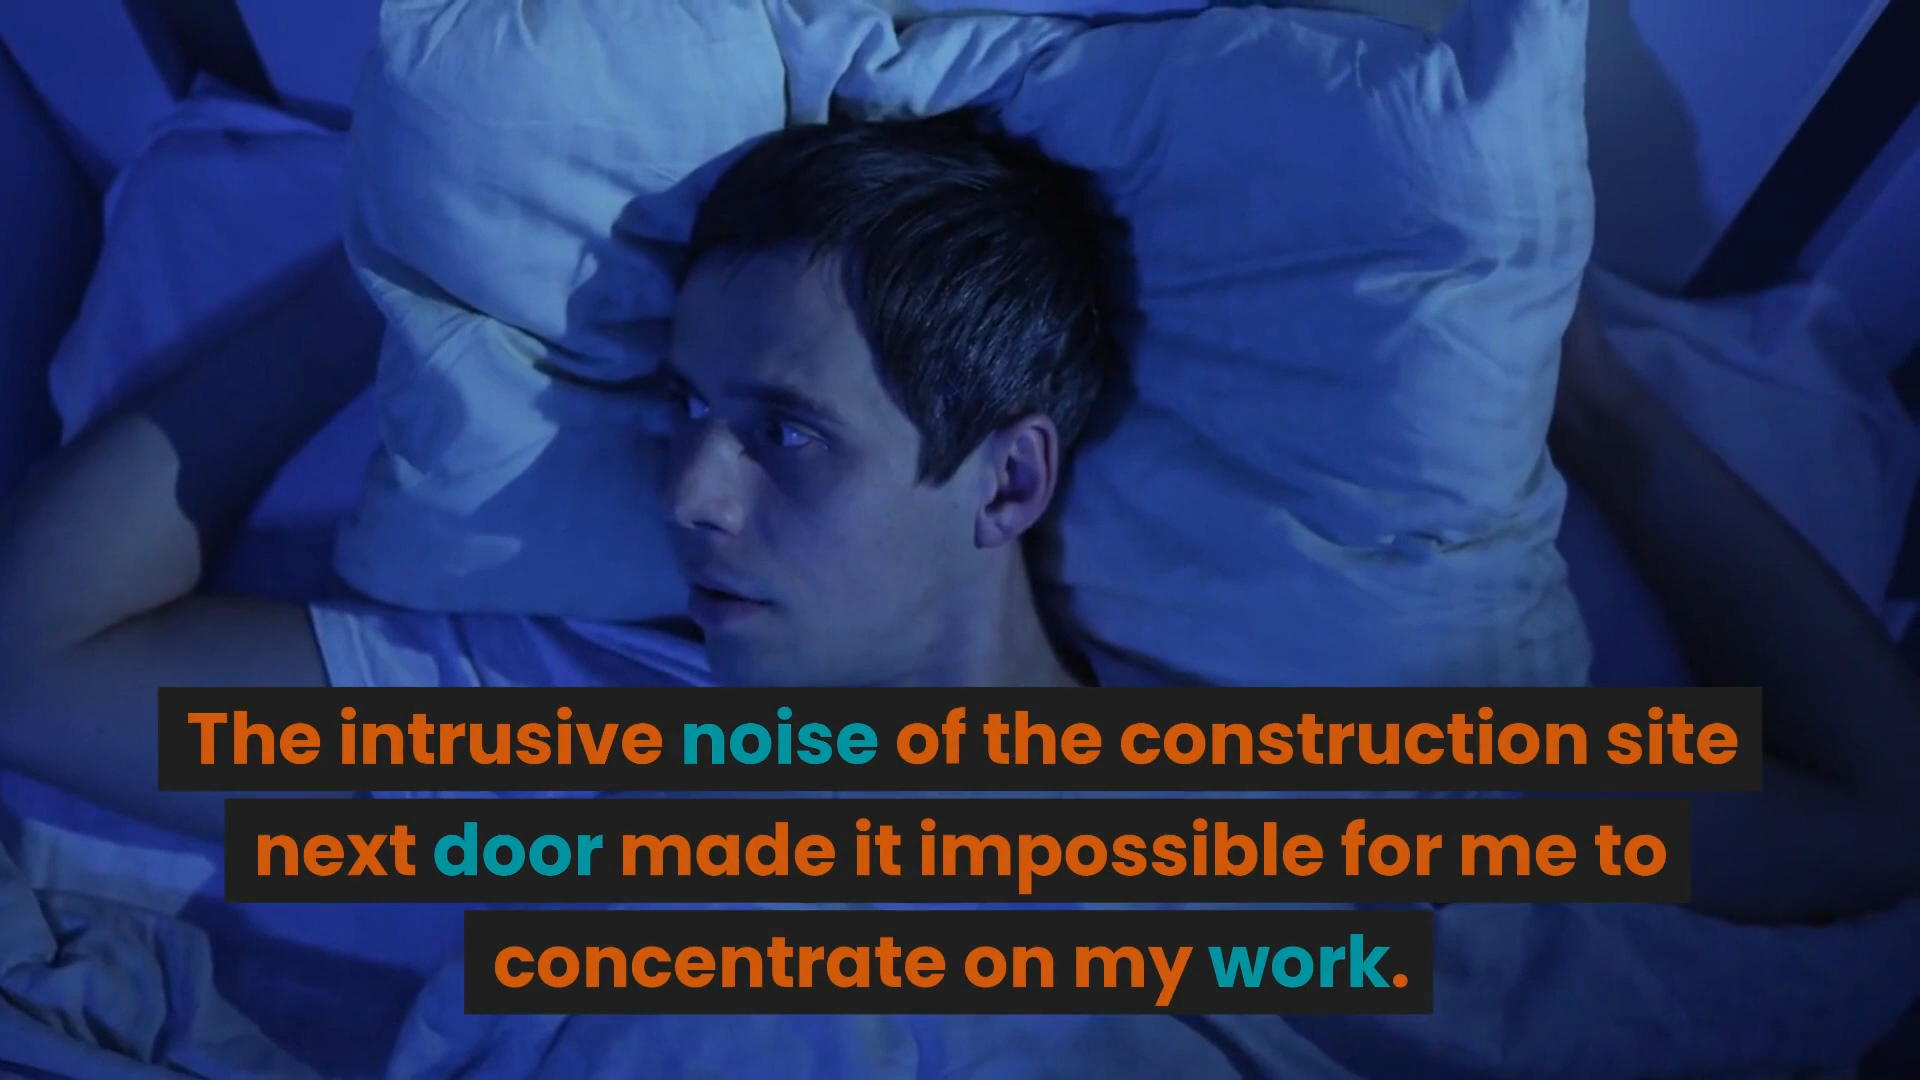 The intrusive noise of the construction site
next door made it impossible for me to
concentrate on my work.